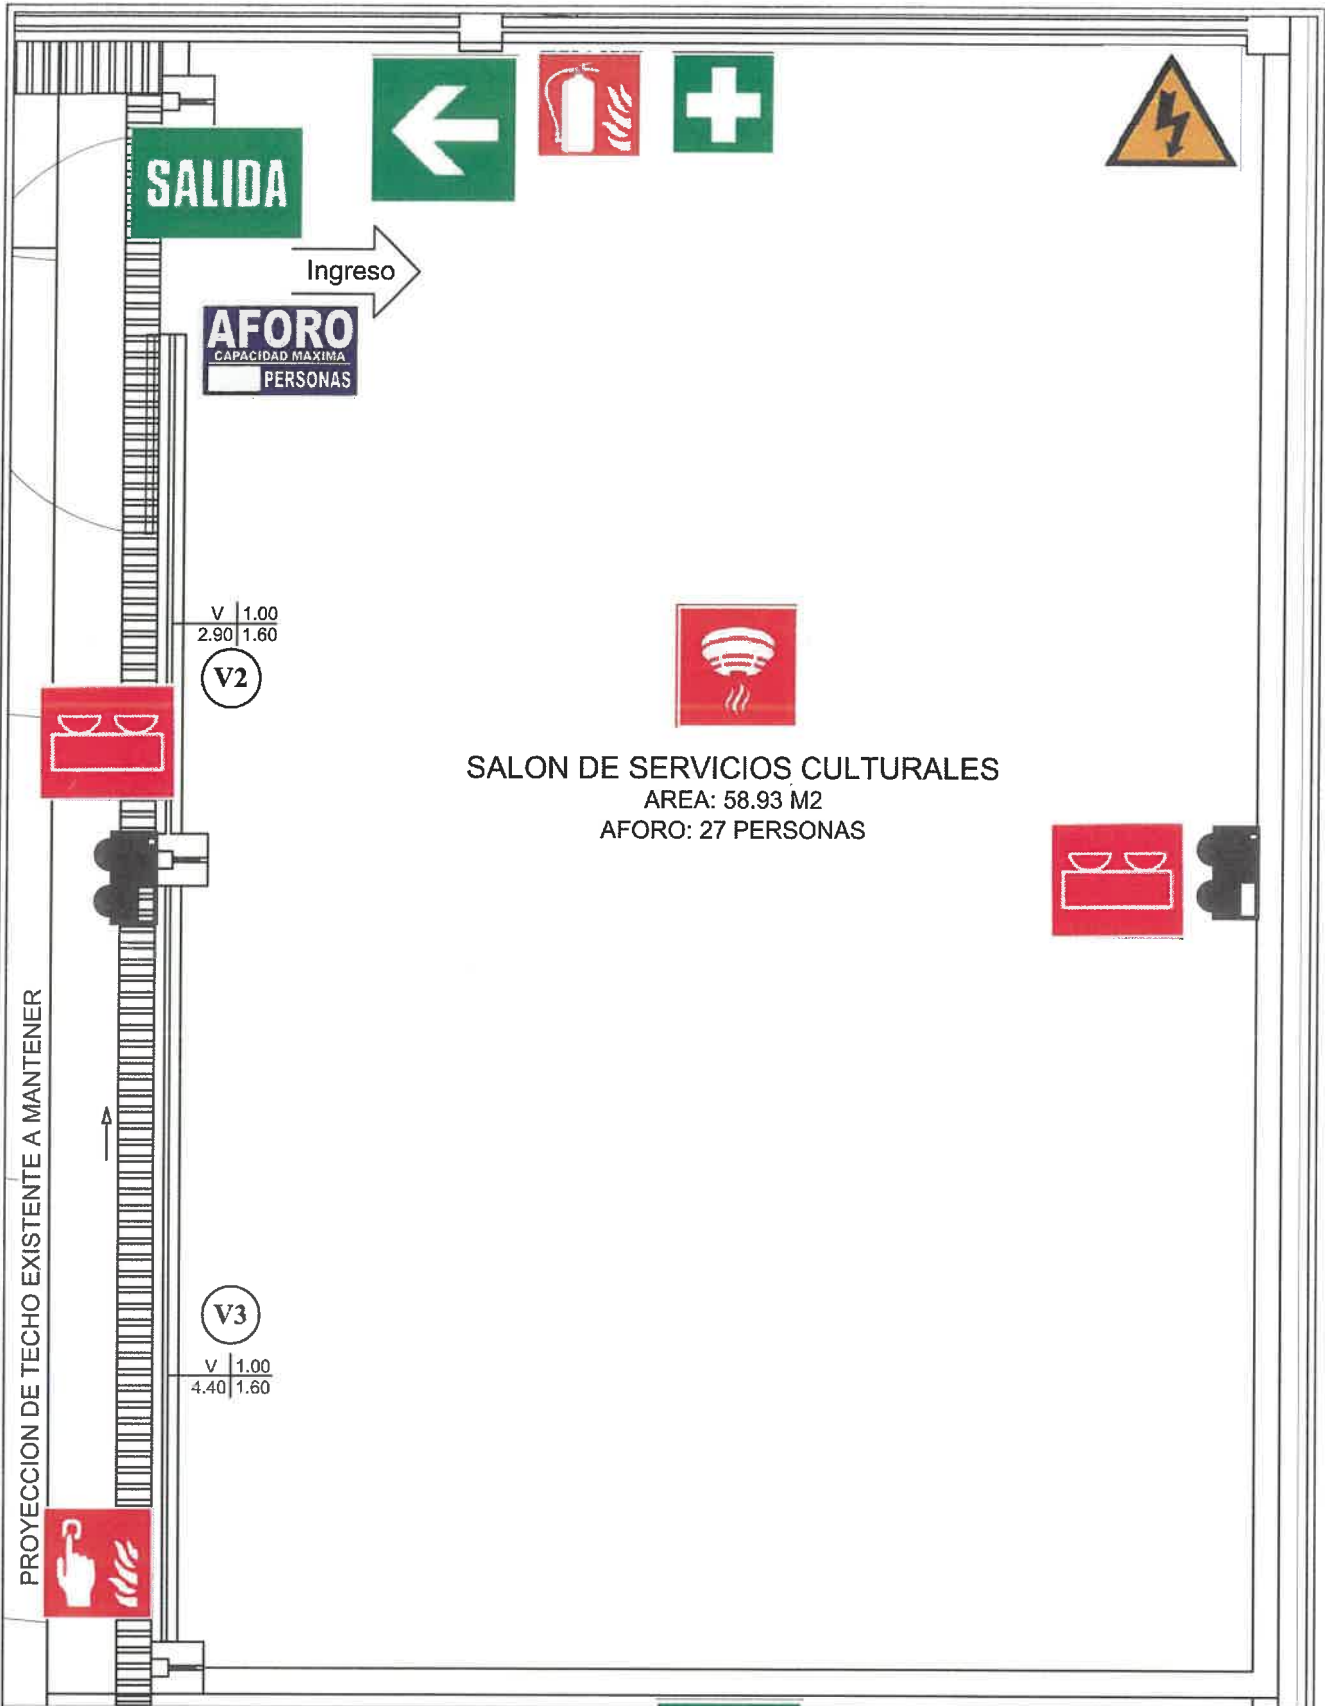 SALIDA
Ingreso
AFORO
CAPACIDAD MAXIMA
PERSONAS
V 1.00
2.90 1.60
V2
SALON DE SERVICIOS CULTURALES
AREA: 58.93 M2
AFORO: 27 PERSONAS
PROYECCION DE TECHO EXISTENTE A MANTENER
V3
V 1.00
4.40 1.60